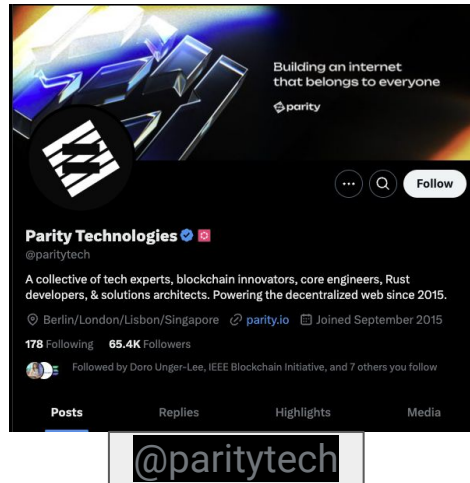 Building an internet
that belongs to everyone
parity
Follow
Parity Technologies
@paritytech
A collective of tech experts, blockchain innovators, core engineers, Rust
developers, & solutions architects. Powering the decentralized web since 2015.
Berlin/London/Lisbon/Singapore parity.io Joined September 2015
178 Following 65.4K Followers
Followed by Doro Unger-Lee, IEEE Blockchain Initiative, and 7 others you follow
Posts Replies Highlights Media
@paritytech